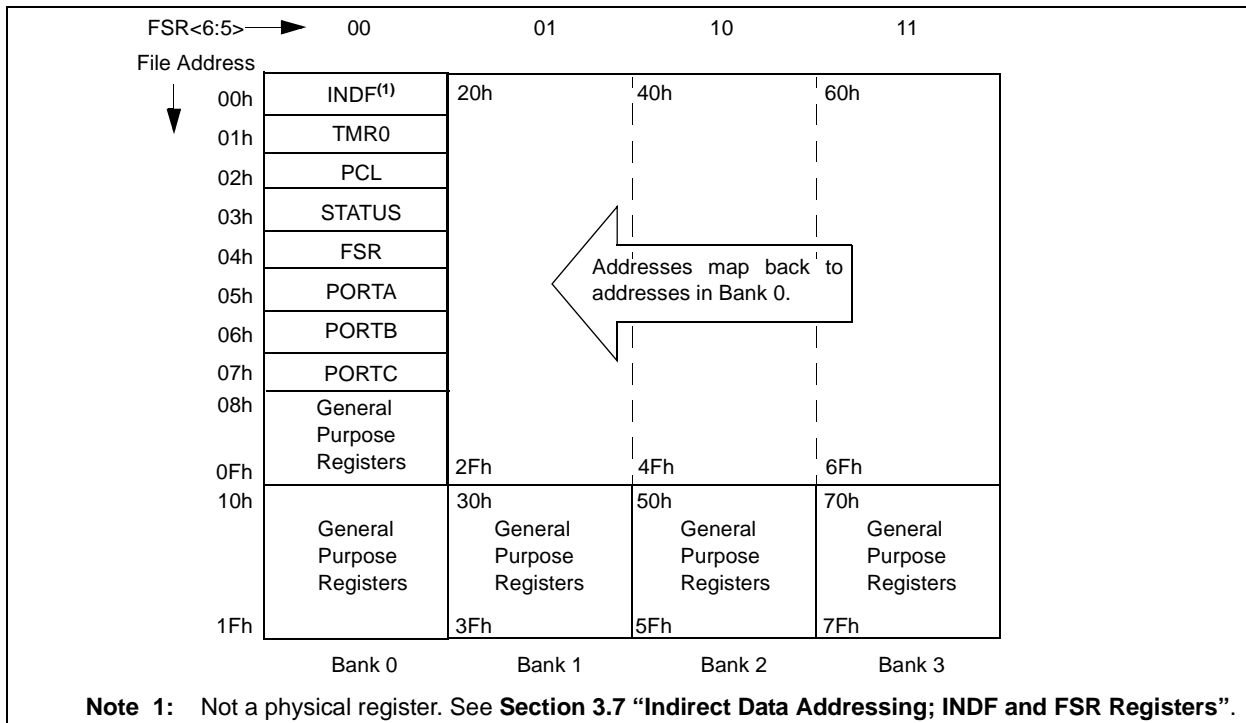 FSR<6:5> 00 01 10 11
File Address
00h INDF(1) 20h 40h 60h
01h TMR0
02h PCL
03h STATUS
04h FSR
Addresses map back to
addresses in Bank 0.
05h PORTA
06h PORTB
07h PORTC
08h General
Purpose
Registers
0Fh 2Fh 4Fh 6Fh
10h 30h 50h 70h
General General General General
Purpose Purpose Purpose Purpose
Registers Registers Registers Registers
1Fh 3Fh 5Fh 7Fh
Bank 0 Bank 1 Bank 2 Bank 3
Note 1: Not a physical register. See Section 3.7 “Indirect Data Addressing; INDF and FSR Registers”.